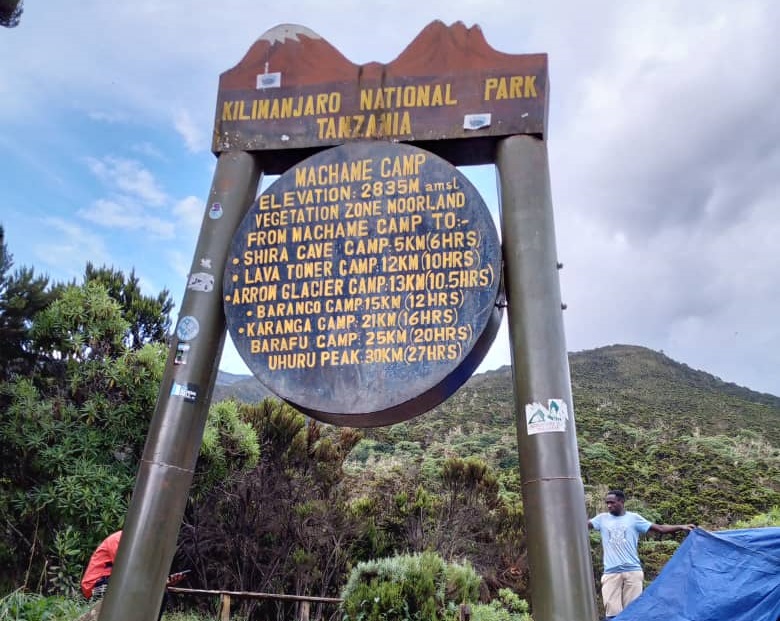 KILIMANJARO NATIONAL PARK
TANZANIA
MACHAME CAMP
ELEVATION: 2835M amsl
VEGETATION ZONE MOORLAND
FROM MACHAME CAMP TO:-
• SHIRA CAVE CAMP: 5KM(6HRS)
• LAVA TOWER CAMP: 12KM(10HRS)
• ARROW GLACIER CAMP: 13KM(10.5HRS)
• BARANCO CAMP: 15KM(12HRS)
• KARANGA CAMP: 21KM(16HRS)
BARAFU CAMP: 25KM(20HRS)
UHURU PEAK: 30KM(27HRS)